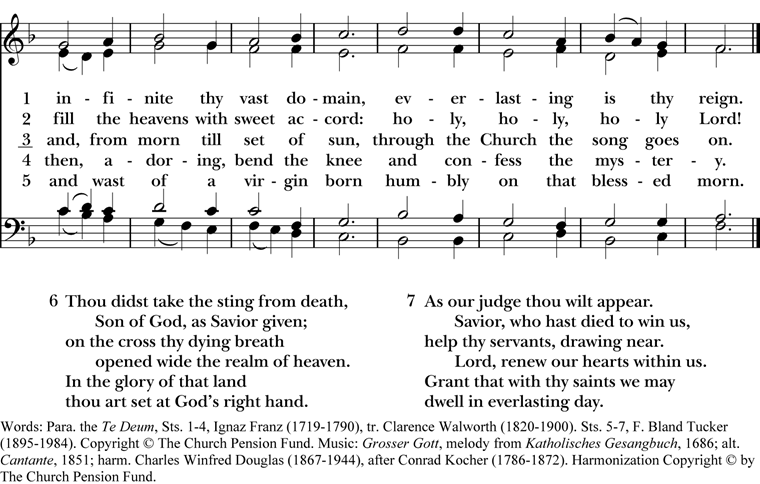 1 in - fi - nite thy vast do - main, ev - er - last - ing is thy reign.
2 fill the heavens with sweet ac - cord: ho - ly, ho - ly, ho - ly Lord!
3 and, from morn till set of sun, through the Church the song goes on.
4 then, a - dor - ing, bend the knee and con - fess the mys - ter - y.
5 and wast of a vir - gin born hum - bly on that bless - ed morn.
6 Thou didst take the sting from death,
Son of God, as Savior given;
on the cross thy dying breath
opened wide the realm of heaven.
In the glory of that land
thou art set at God’s right hand.
7 As our judge thou wilt appear.
Savior, who hast died to win us,
help thy servants, drawing near.
Lord, renew our hearts within us.
Grant that with thy saints we may
dwell in everlasting day.
Words: Para. the Te Deum, Sts. 1-4, Ignaz Franz (1719-1790), tr. Clarence Walworth (1820-1900). Sts. 5-7, F. Bland Tucker
(1895-1984). Copyright © The Church Pension Fund. Music: Grosser Gott, melody from Katholisches Gesangbuch, 1686; alt.
Cantante, 1851; harm. Charles Winfred Douglas (1867-1944), after Conrad Kocher (1786-1872). Harmonization Copyright © by
The Church Pension Fund.